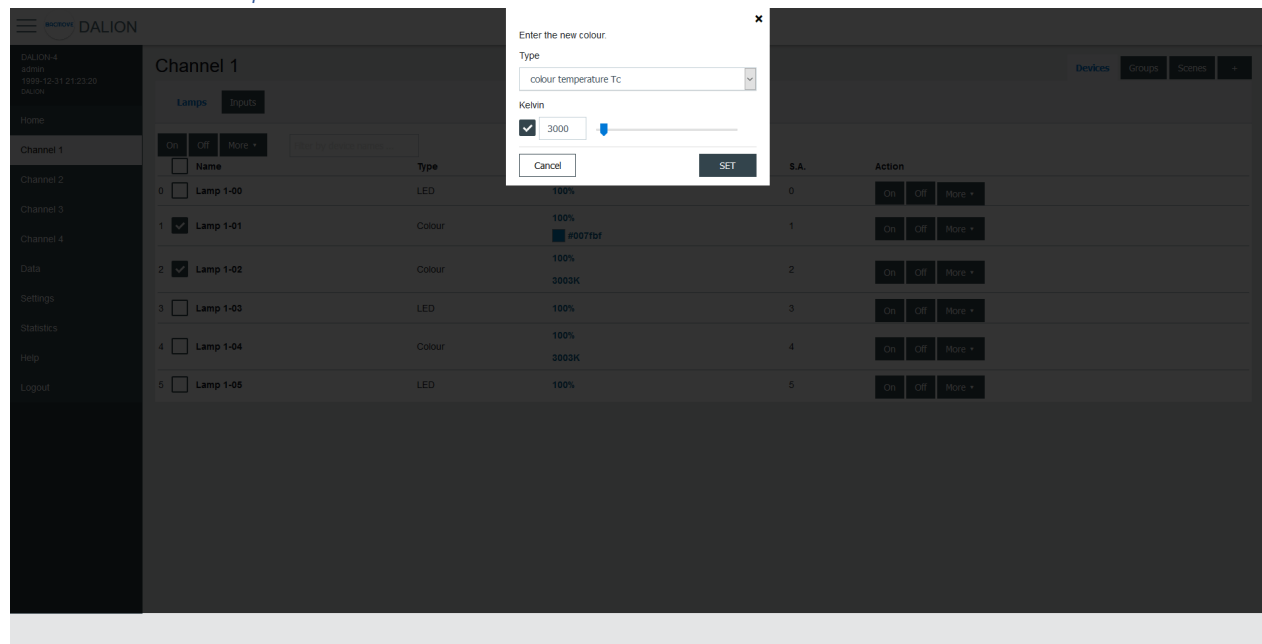 DALION
DALION-4
admin
1999-12-31 21:23:20
DALION
Home
Channel 1
Channel 2
Channel 3
Channel 4
Data
Settings
Statistics
Help
Logout
Channel 1
Devices Groups Scenes +
Lamps Inputs
On Off More
Name Type S.A. Action
0 Lamp 1-00 LED 100% 0 On Off More
1 Lamp 1-01 Colour 100% 1 On Off More
#007fbf
2 Lamp 1-02 Colour 100% 2 On Off More
3003K
3 Lamp 1-03 LED 100% 3 On Off More
4 Lamp 1-04 Colour 100% 4 On Off More
3003K
5 Lamp 1-05 LED 100% 5 On Off More
×
Enter the new colour.
Type
colour temperature Tc
Kelvin
3000
Cancel SET